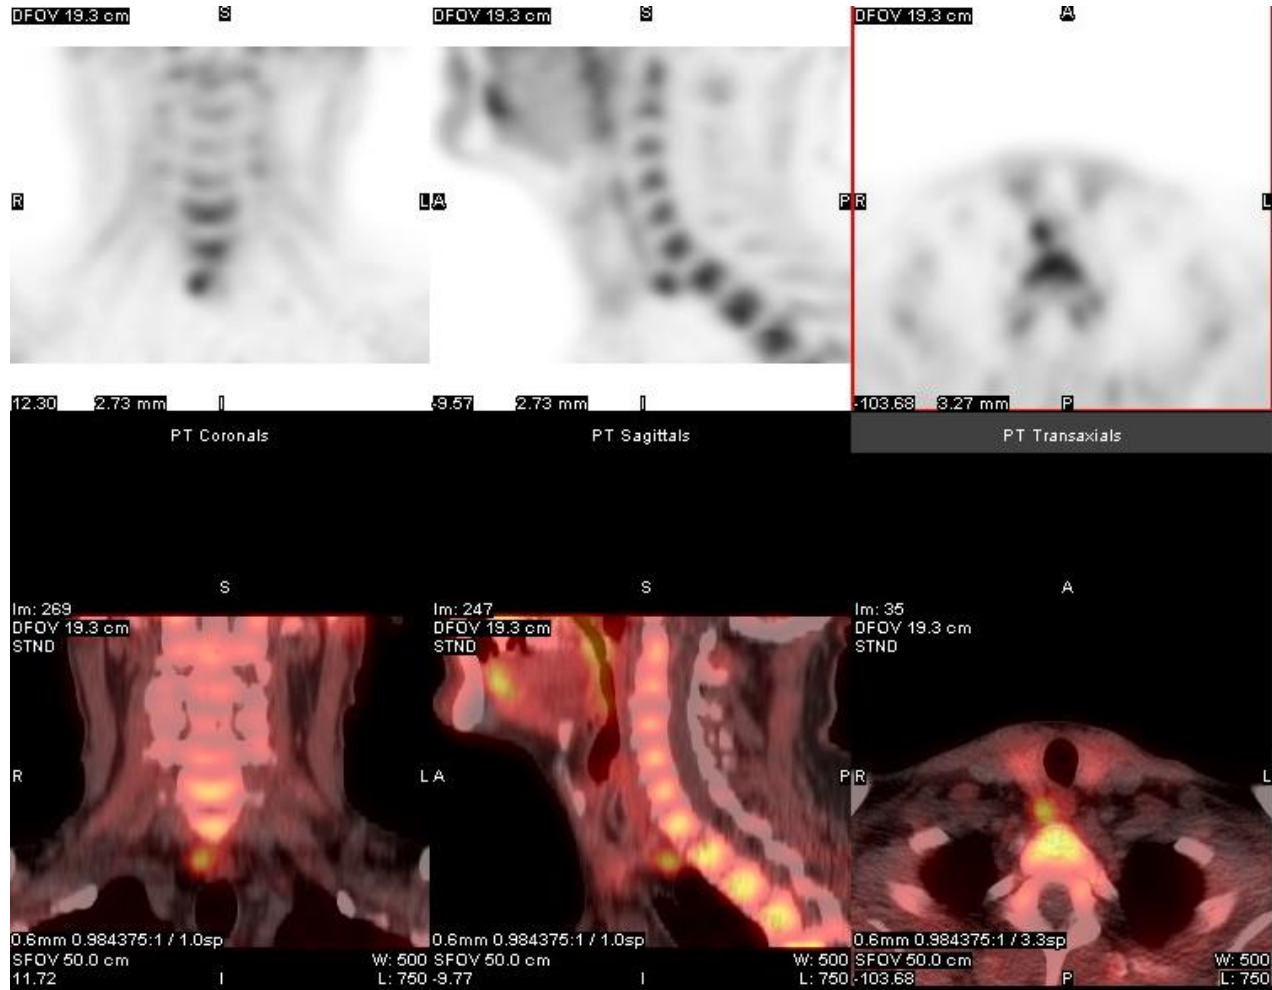 DFOV 19.3 cm S DFOV 19.3 cm S DFOV 19.3 cm A
R L A P R L
12.30 2.73 mm I -9.57 2.73 mm I -103.68 3.27 mm P
PT Coronals PT Sagittals PT Transaxials
S S A
Im: 269 Im: 247 Im: 35
DFOV 19.3 cm DFOV 19.3 cm DFOV 19.3 cm
STND STND STND
R L A P R L
0.6mm 0.984375:1 / 1.0sp 0.6mm 0.984375:1 / 1.0sp 0.6mm 0.984375:1 / 3.3sp
SFOV 50.0 cm W: 500 SFOV 50.0 cm W: 500 SFOV 50.0 cm W: 500
11.72 I L: 750 -9.77 I L: 750 -103.68 P L: 750